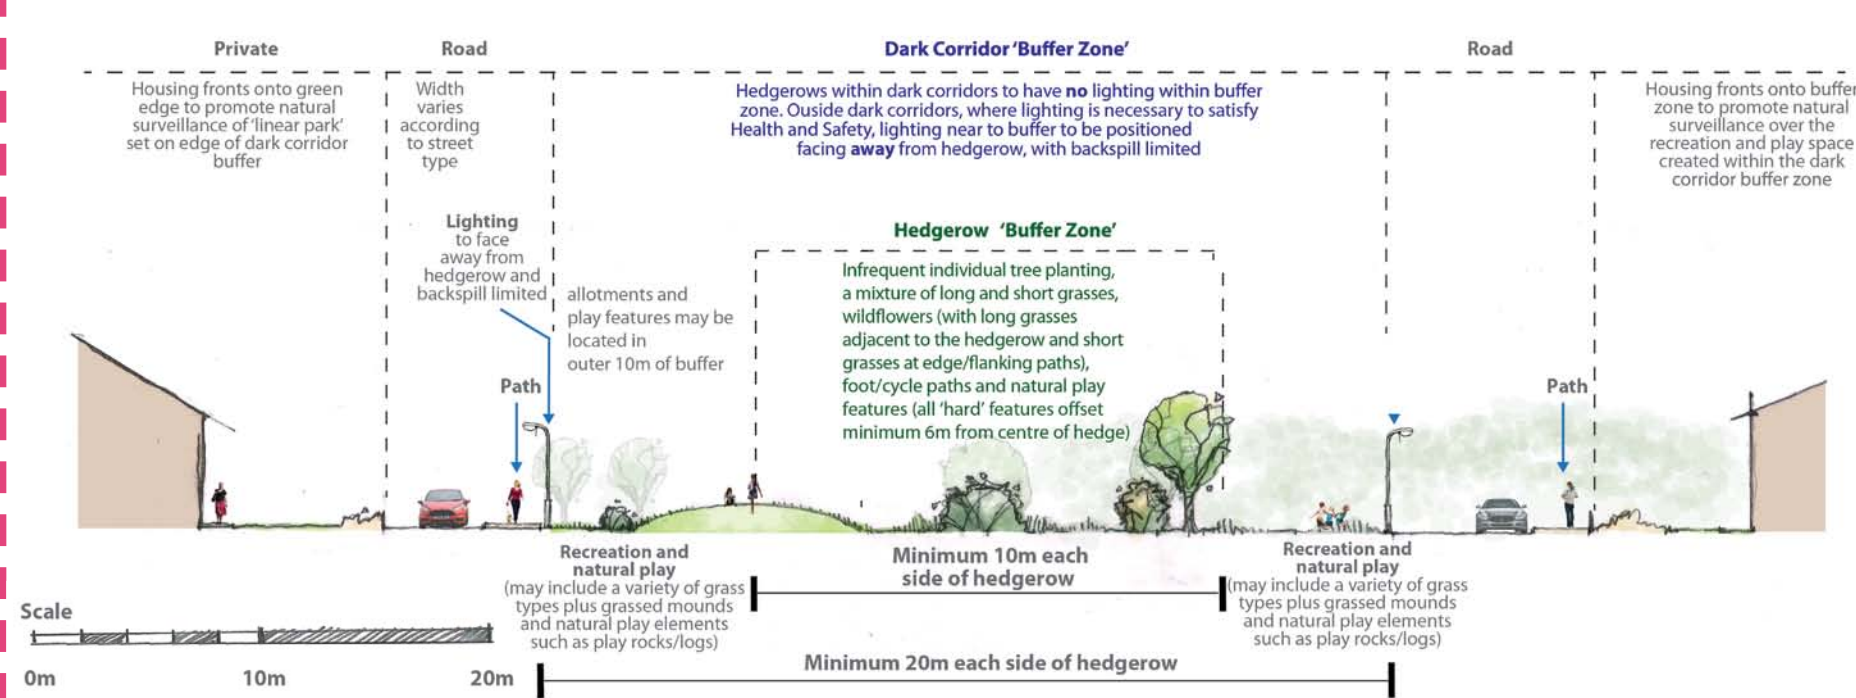 Private
Road
Dark Corridor ‘Buffer Zone’
Road
Housing fronts onto green
edge to promote natural
surveillance of ‘linear park’
set on edge of dark corridor
buffer
Width
varies
according
to street
type
Hedgerows within dark corridors to have no lighting within buffer
zone. Ouside dark corridors, where lighting is necessary to satisfy
Health and Safety, lighting near to buffer to be positioned
facing away from hedgerow, with backspill limited
Housing fronts onto buffer
zone to promote natural
surveillance over the
recreation and play space
created within the dark
corridor buffer zone
Lighting
to face
away from
hedgerow and
backspill limited
allotments and
play features may be
located in
outer 10m of buffer
Hedgerow ‘Buffer Zone’
Infrequent individual tree planting,
a mixture of long and short grasses,
wildflowers (with long grasses
adjacent to the hedgerow and short
grasses at edge/flanking paths),
foot/cycle paths and natural play
features (all ‘hard’ features offset
minimum 6m from centre of hedge)
Path
Path
Recreation and
natural play
(may include a variety of grass
types plus grassed mounds
and natural play elements
such as play rocks/logs)
Minimum 10m each
side of hedgerow
Recreation and
natural play
(may include a variety of grass
types plus grassed mounds
and natural play elements
such as play rocks/logs)
Scale
0m 10m 20m
Minimum 20m each side of hedgerow